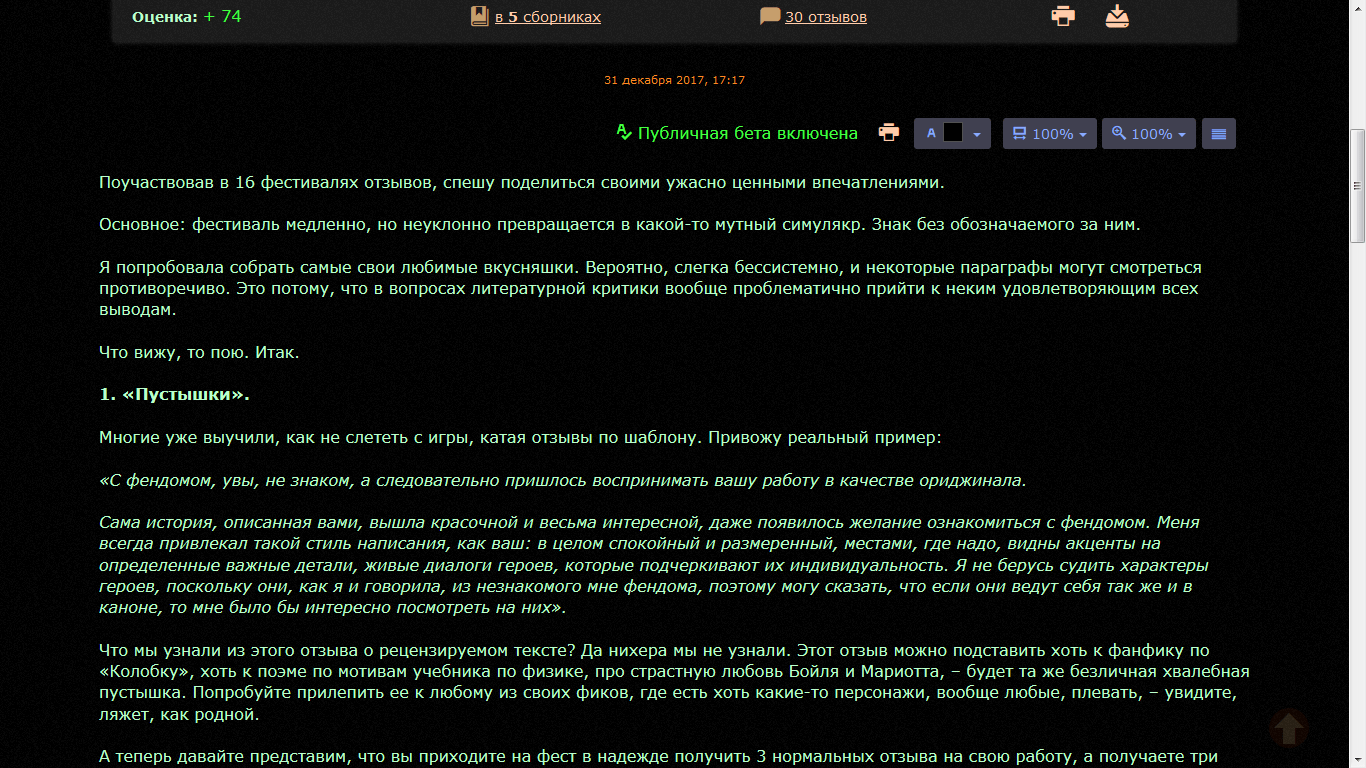 Оценка: + 74
в 5 сборниках
30 отзывов
31 декабря 2017, 17:17
Публичная бета включена
A
100%
100%
Поучаствовав в 16 фестивалях отзывов, спешу поделиться своими ужасно ценными впечатлениями.
Основное: фестиваль медленно, но неуклонно превращается в какой-то мутный симулякр. Знак без обозначаемого за ним.
Я попробовала собрать самые свои любимые вкусняшки. Вероятно, слегка бессистемно, и некоторые параграфы могут смотреться
противоречиво. Это потому, что в вопросах литературной критики вообще проблематично прийти к неким удовлетворяющим всех
выводам.
Что вижу, то пою. Итак.
1. «Пустышки».
Многие уже выучили, как не слететь с игры, катая отзывы по шаблону. Привожу реальный пример:
«С фендомом, увы, не знаком, а следовательно пришлось воспринимать вашу работу в качестве ориджинала.
Сама история, описанная вами, вышла красочной и весьма интересной, даже появилось желание ознакомиться с фендомом. Меня
всегда привлекал такой стиль написания, как ваш: в целом спокойный и размеренный, местами, где надо, видны акценты на
определенные важные детали, живые диалоги героев, которые подчеркивают их индивидуальность. Я не берусь судить характеры
героев, поскольку они, как я и говорила, из незнакомого мне фендома, поэтому могу сказать, что если они ведут себя так же и в
каноне, то мне было бы интересно посмотреть на них».
Что мы узнали из этого отзыва о рецензируемом тексте? Да нихера мы не узнали. Этот отзыв можно подставить хоть к фанфику по
«Колобку», хоть к поэме по мотивам учебника по физике, про страстную любовь Бойля и Мариотта, – будет та же безличная хвалебная
пустышка. Попробуйте прилепить ее к любому из своих фиков, где есть хоть какие-то персонажи, вообще любые, плевать, – увидите,
ляжет, как родной.
А теперь давайте представим, что вы приходите на фест в надежде получить 3 нормальных отзыва на свою работу, а получаете три